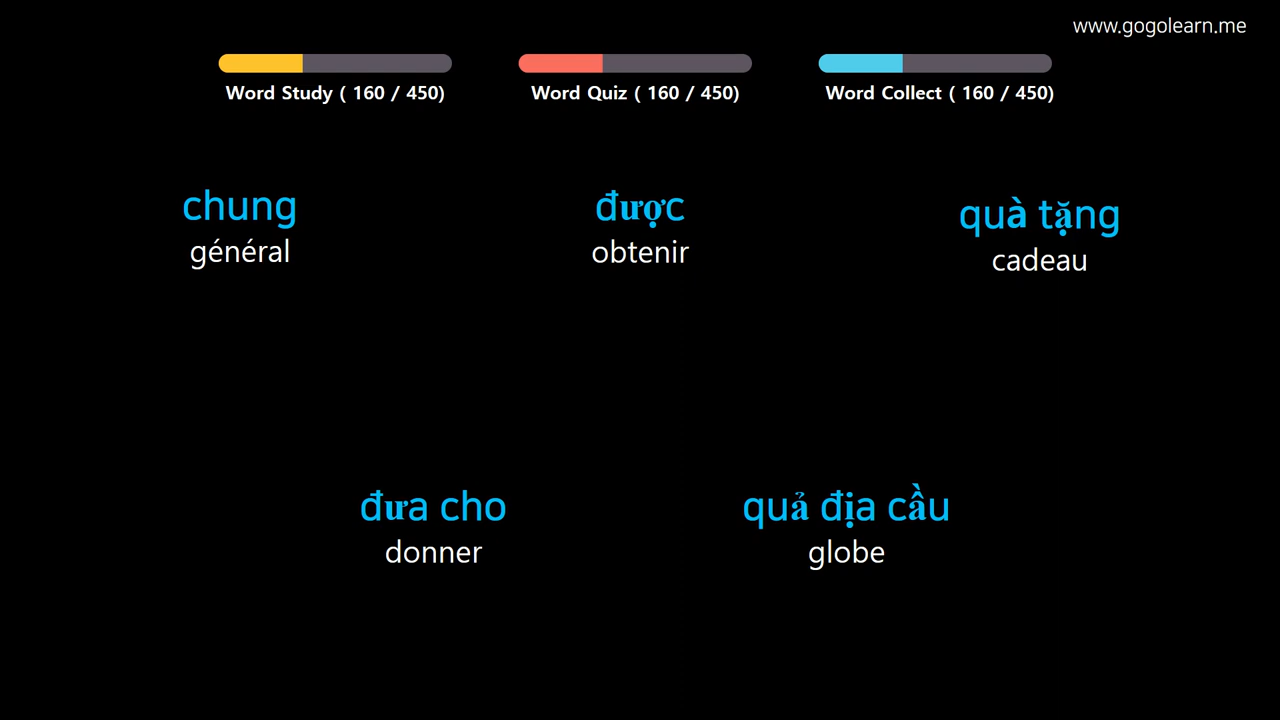 www.gogolearn.me
Word Study ( 160 / 450)
Word Quiz ( 160 / 450)
Word Collect ( 160 / 450)
chung
général
được
obtenir
quà tặng
cadeau
đưa cho
donner
quả địa cầu
globe